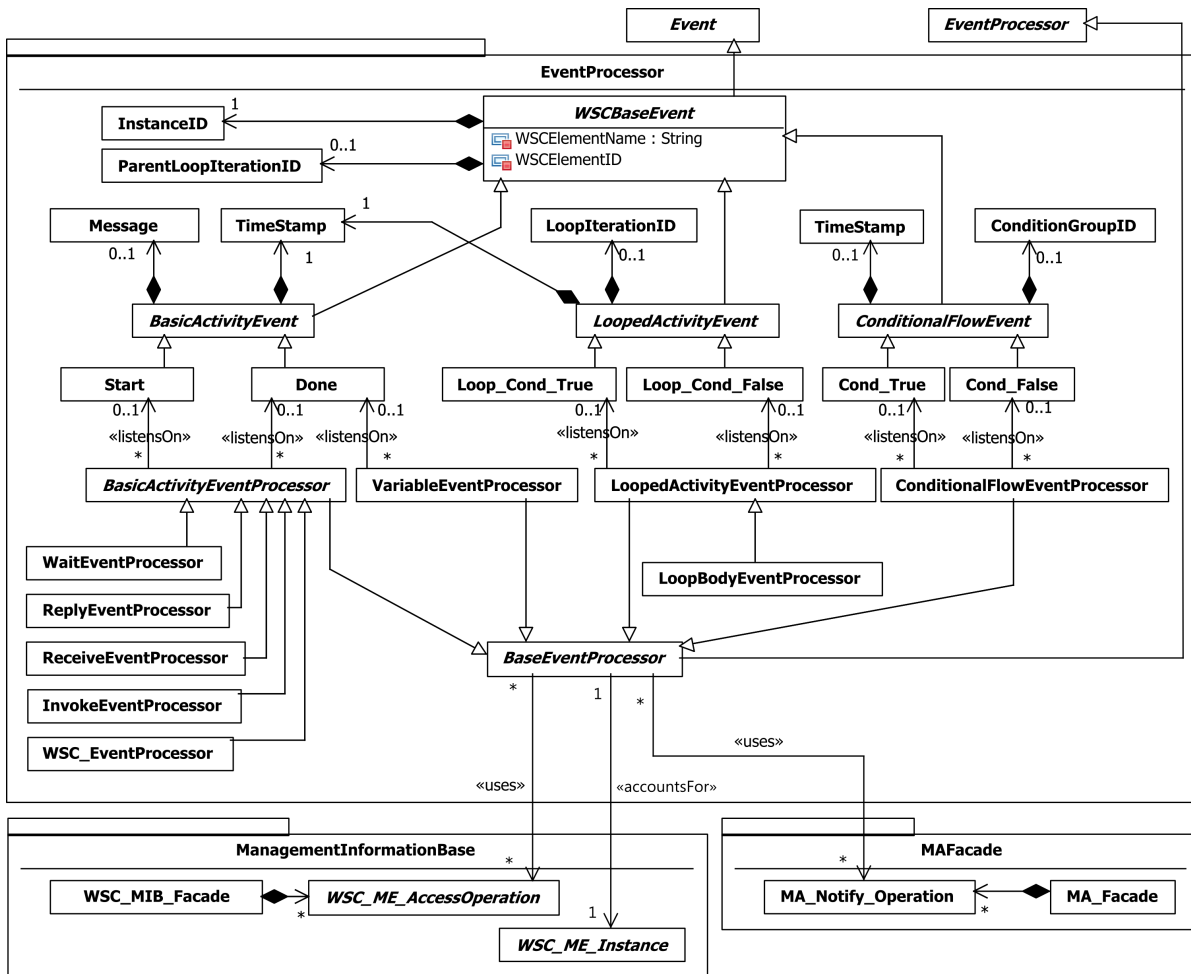 Event
EventProcessor
EventProcessor
WSCBaseEvent
WSCElementName : String
WSCElementID
InstanceID
1
ParentLoopIterationID
0..1
Message
0..1
TimeStamp
1
1
LoopIterationID
0..1
TimeStamp
0..1
ConditionGroupID
0..1
BasicActivityEvent
LoopedActivityEvent
ConditionalFlowEvent
Start
Done
Loop_Cond_True
Loop_Cond_False
Cond_True
Cond_False
0..1
0..1
0..1
0..1
0..1
0..1
0..1
«listensOn»
«listensOn»
«listensOn»
«listensOn»
«listensOn»
«listensOn»
«listensOn»
*
*
*
*
*
*
*
BasicActivityEventProcessor
VariableEventProcessor
LoopedActivityEventProcessor
ConditionalFlowEventProcessor
WaitEventProcessor
LoopBodyEventProcessor
ReplyEventProcessor
ReceiveEventProcessor
BaseEventProcessor
InvokeEventProcessor
WSC_EventProcessor
*
1
*
«uses»
«uses»
«accountsFor»
ManagementInformationBase
MAFacade
*
*
WSC_MIB_Facade
*
WSC_ME_AccessOperation
MA_Notify_Operation
*
MA_Facade
1
WSC_ME_Instance